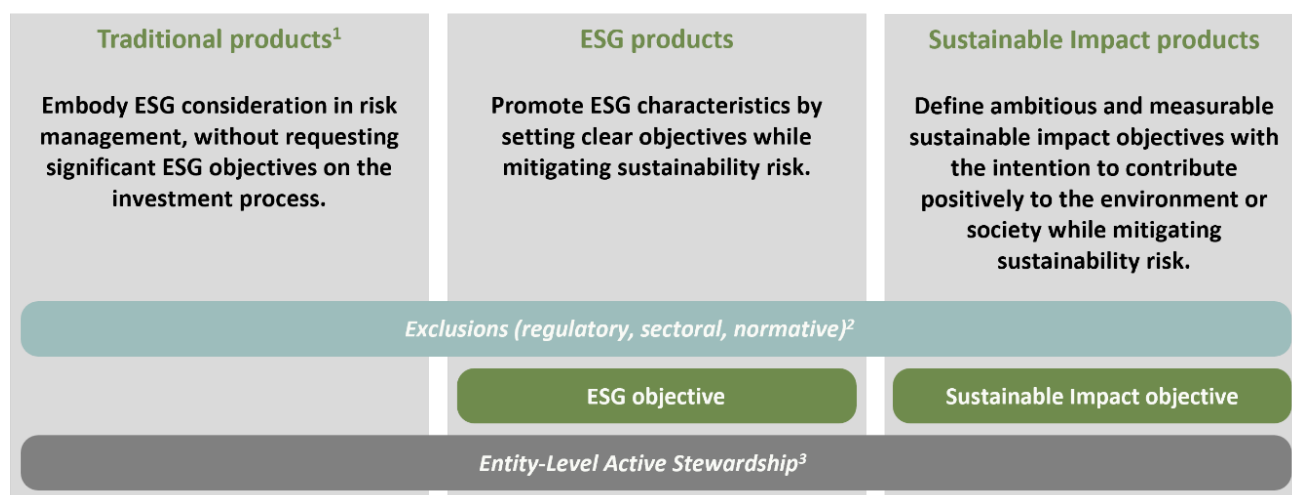 Traditional products¹
Embody ESG consideration in risk
management, without requesting
significant ESG objectives on the
investment process.
ESG products
Promote ESG characteristics by
setting clear objectives while
mitigating sustainability risk.
Sustainable Impact products
Define ambitious and measurable
sustainable impact objectives with
the intention to contribute
positively to the environment or
society while mitigating
sustainability risk.
Exclusions (regulatory, sectoral, normative)²
ESG objective
Sustainable Impact objective
Entity-Level Active Stewardship³